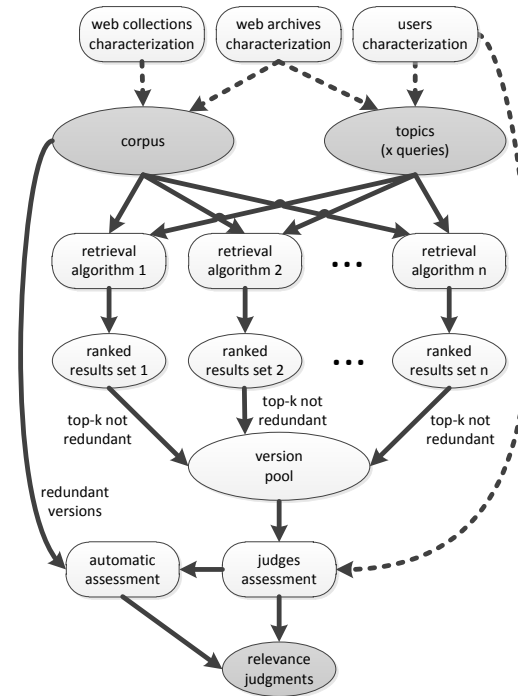 web collections
characterization
web archives
characterization
users
characterization
corpus
topics
(x queries)
retrieval
algorithm 1
retrieval
algorithm 2
...
retrieval
algorithm n
ranked
results set 1
ranked
results set 2
...
ranked
results set n
top-k not
redundant
top-k not
redundant
top-k not
redundant
version
pool
redundant
versions
automatic
assessment
judges
assessment
relevance
judgments